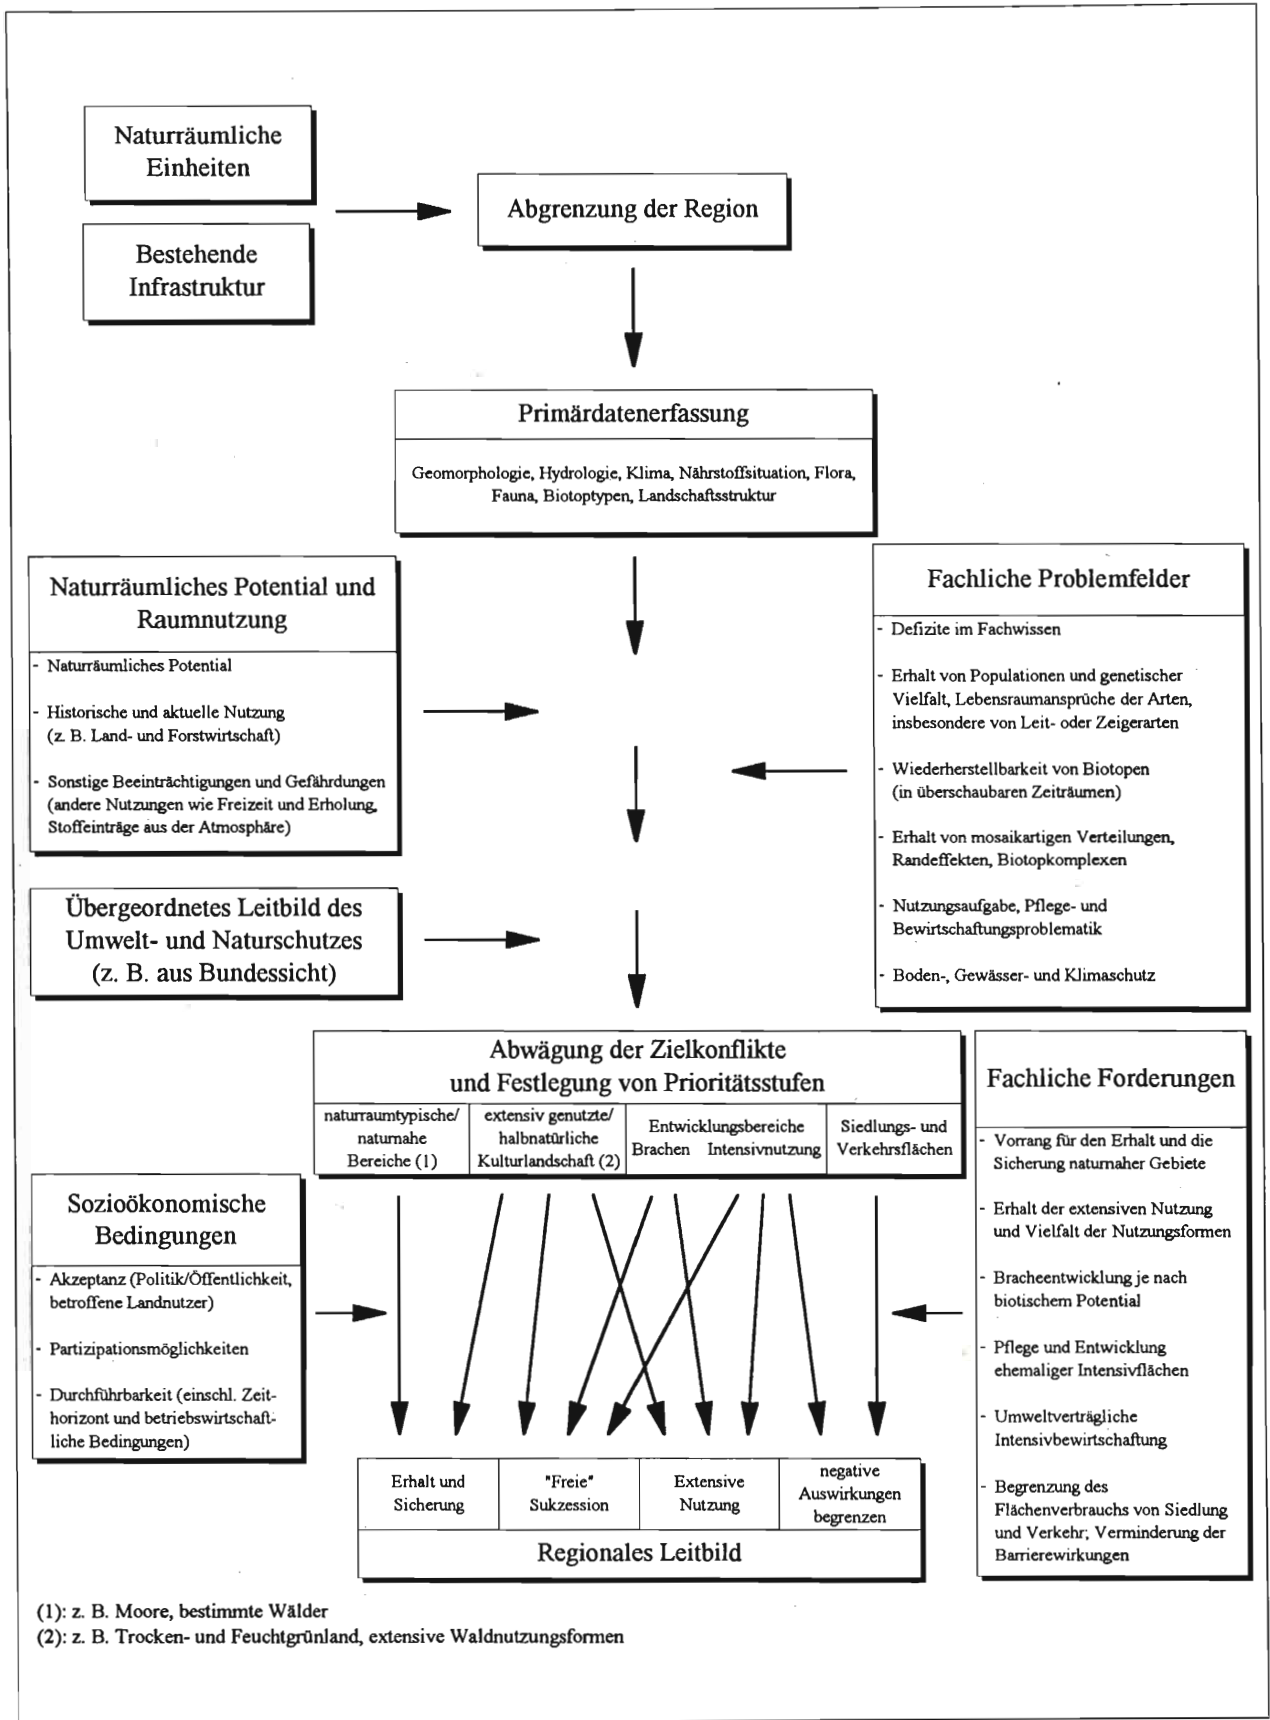 Naturräumliche
Einheiten
Bestehende
Infrastruktur
Abgrenzung der Region
Primärdatenerfassung
Geomorphologie, Hydrologie, Klima, Nährstoffsituation, Flora,
Fauna, Biotoptypen, Landschaftsstruktur
Naturräumliches Potential und
Raumnutzung
- Naturräumliches Potential
- Historische und aktuelle Nutzung
(z. B. Land- und Forstwirtschaft)
- Sonstige Beeinträchtigungen und Gefährdungen
(andere Nutzungen wie Freizeit und Erholung,
Stoffeinträge aus der Atmosphäre)
Fachliche Problemfelder
- Defizite im Fachwissen
- Erhalt von Populationen und genetischer
Vielfalt, Lebensraumansprüche der Arten,
insbesondere von Leit- oder Zeigerarten
- Wiederherstellbarkeit von Biotopen
(in überschaubaren Zeiträumen)
- Erhalt von mosaikartigen Verteilungen,
Randeffekten, Biotopkomplexen
- Nutzungsaufgabe, Pflege- und
Bewirtschaftungsproblematik
- Boden-, Gewässer- und Klimaschutz
Übergeordnetes Leitbild des
Umwelt- und Naturschutzes
(z. B. aus Bundessicht)
Abwägung der Zielkonflikte
und Festlegung von Prioritätsstufen
naturraumtypische/
naturnahe
Bereiche (1)
extensiv genutzte/
halbnatürliche
Kulturlandschaft (2)
Entwicklungsbereiche
Brachen Intensivnutzung
Siedlungs- und
Verkehrsflächen
Fachliche Forderungen
- Vorrang für den Erhalt und die
Sicherung naturnaher Gebiete
- Erhalt der extensiven Nutzung
und Vielfalt der Nutzungsformen
- Bracheentwicklung je nach
biotischem Potential
- Pflege und Entwicklung
ehemaliger Intensivflächen
- Umweltverträgliche
Intensivbewirtschaftung
- Begrenzung des
Flächenverbrauchs von Siedlung
und Verkehr; Verminderung der
Barrierewirkungen
Sozioökonomische
Bedingungen
- Akzeptanz (Politik/Öffentlichkeit,
betroffene Landnutzer)
- Partizipationsmöglichkeiten
- Durchführbarkeit (einschl. Zeit-
horizont und betriebswirtschaft-
liche Bedingungen)
Erhalt und
Sicherung
"Freie"
Sukzession
Extensive
Nutzung
negative
Auswirkungen
begrenzen
Regionales Leitbild
(1): z. B. Moore, bestimmte Wälder
(2): z. B. Trocken- und Feuchtgrünland, extensive Waldnutzungsformen